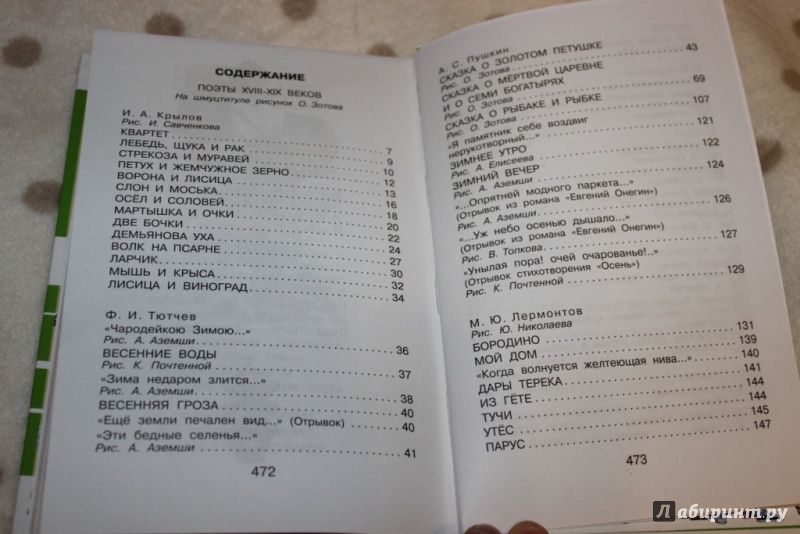 СОДЕРЖАНИЕ
ПОЭТЫ XVIII-XIX ВЕКОВ
На шмуцтитуле рисунок О. Зотова
И. А. Крылов
Рис. И. Савченкова
КВАРТЕТ 7
ЛЕБЕДЬ, ЩУКА И РАК 9
СТРЕКОЗА И МУРАВЕЙ 10
ПЕТУХ И ЖЕМЧУЖНОЕ ЗЕРНО 12
ВОРОНА И ЛИСИЦА 13
СЛОН И МОСЬКА 16
ОСЁЛ И СОЛОВЕЙ 18
МАРТЫШКА И ОЧКИ 20
ДВЕ БОЧКИ 22
ДЕМЬЯНОВА УХА 24
ВОЛК НА ПСАРНЕ 27
ЛАРЧИК 30
МЫШЬ И КРЫСА 32
ЛИСИЦА И ВИНОГРАД 34
Ф. И. Тютчев
«Чародейкою Зимою...»
Рис. А. Аземши 36
ВЕСЕННИЕ ВОДЫ
Рис. К. Почтенной 37
«Зима недаром злится...»
Рис. А. Аземши 38
ВЕСЕННЯЯ ГРОЗА 40
«Ещё земли печален вид...» (Отрывок) 40
«Эти бедные селенья...»
Рис. А. Аземши 41
472
А. С. Пушкин
СКАЗКА О ЗОЛОТОМ ПЕТУШКЕ
Рис. О. Зотова 43
СКАЗКА О МЁРТВОЙ ЦАРЕВНЕ
И О СЕМИ БОГАТЫРЯХ
Рис. О. Зотова 69
СКАЗКА О РЫБАКЕ И РЫБКЕ
Рис. О. Зотова 107
«Я памятник себе воздвиг
нерукотворный...» 121
ЗИМНЕЕ УТРО
Рис. А. Елисеева 122
ЗИМНИЙ ВЕЧЕР
Рис. А. Аземши 124
«...Опрятней модного паркета...»
(Отрывок из романа «Евгений Онегин»)
Рис. А. Аземши 126
«...Уж небо осенью дышало...»
(Отрывок из романа «Евгений Онегин»)
Рис. В. Топкова 127
«Унылая пора! очей очарованье!..»
(Отрывок стихотворения «Осень»)
Рис. К. Почтенной 129
М. Ю. Лермонтов
Рис. Ю. Николаева
БОРОДИНО 131
МОЙ ДОМ 139
«Когда волнуется желтеющая нива...» 140
ДАРЫ ТЕРЕКА 141
ИЗ ГЁТЕ 144
ТУЧИ 144
УТЁС 145
ПАРУС 147
473
Лабиринт.ру